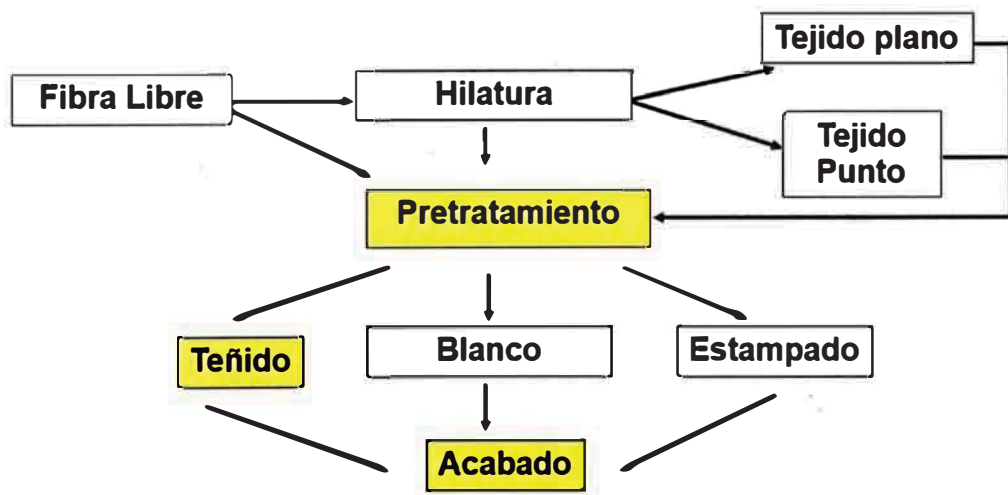 Tejido plano
Fibra Libre
Hilatura
Tejido
Punto
Pretratamiento
Teñido
Blanco
Estampado
Acabado